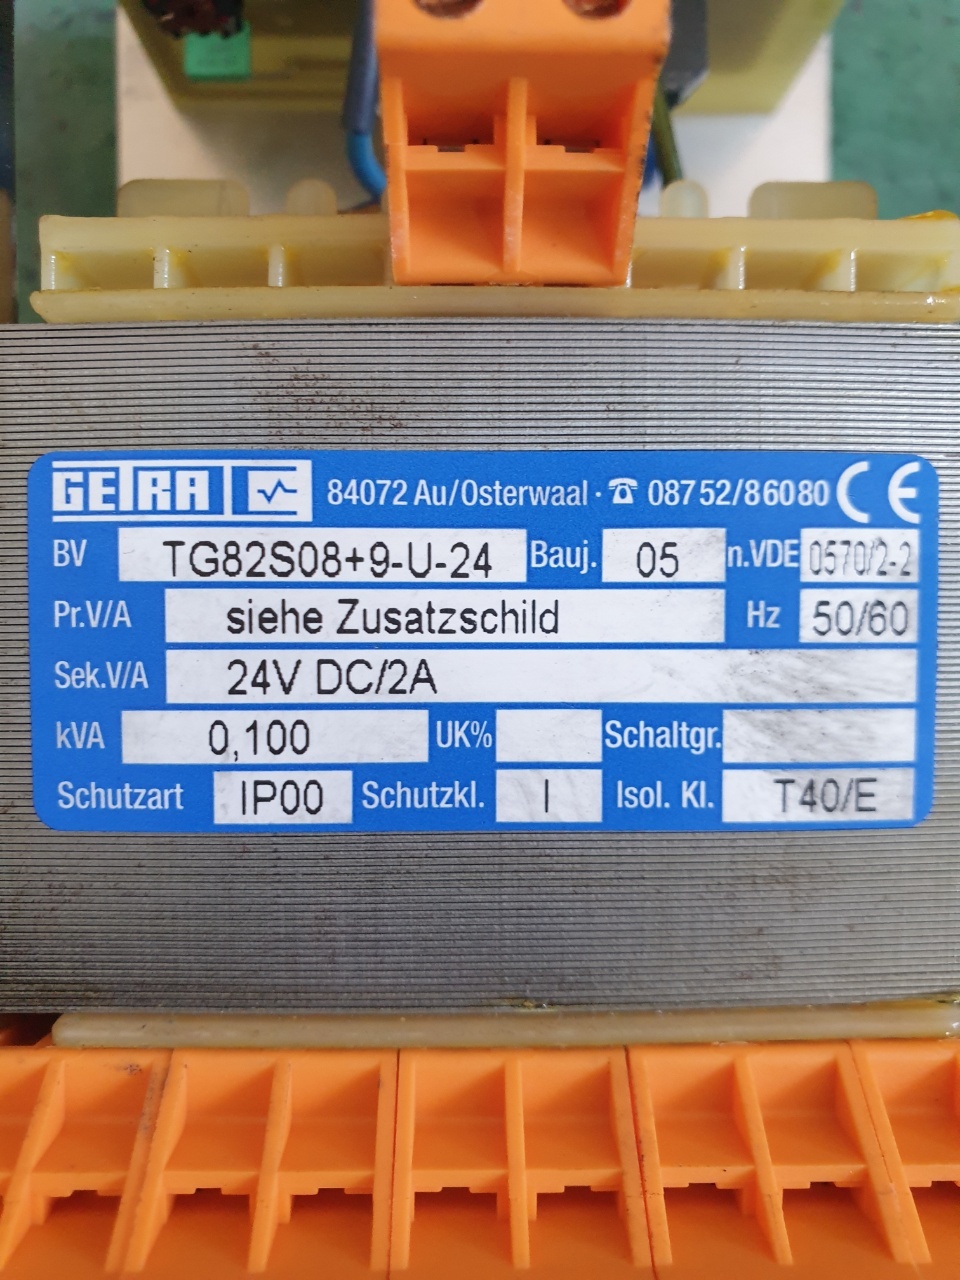 GETRA 84072 Au/Osterwaal · ☎ 08752/86080 CE
BV TG82S08+9-U-24 Bauj. 05 n.VDE 0570/2-2
Pr.V/A siehe Zusatzschild Hz 50/60
Sek.V/A 24V DC/2A
kVA 0,100 UK% Schaltgr.
Schutzart IP00 Schutzkl. I Isol. Kl. T40/E